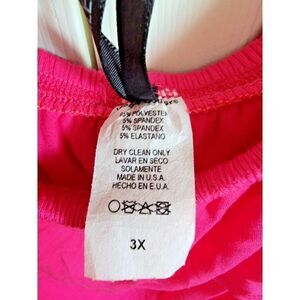 95% POLYESTER
5% SPANDEX
5% SPANDEX
5% ELASTANO
DRY CLEAN ONLY
LAVAR EN SECO
SOLAMENTE
MADE IN U.S.A.
HECHO EN E.U.A.
3X